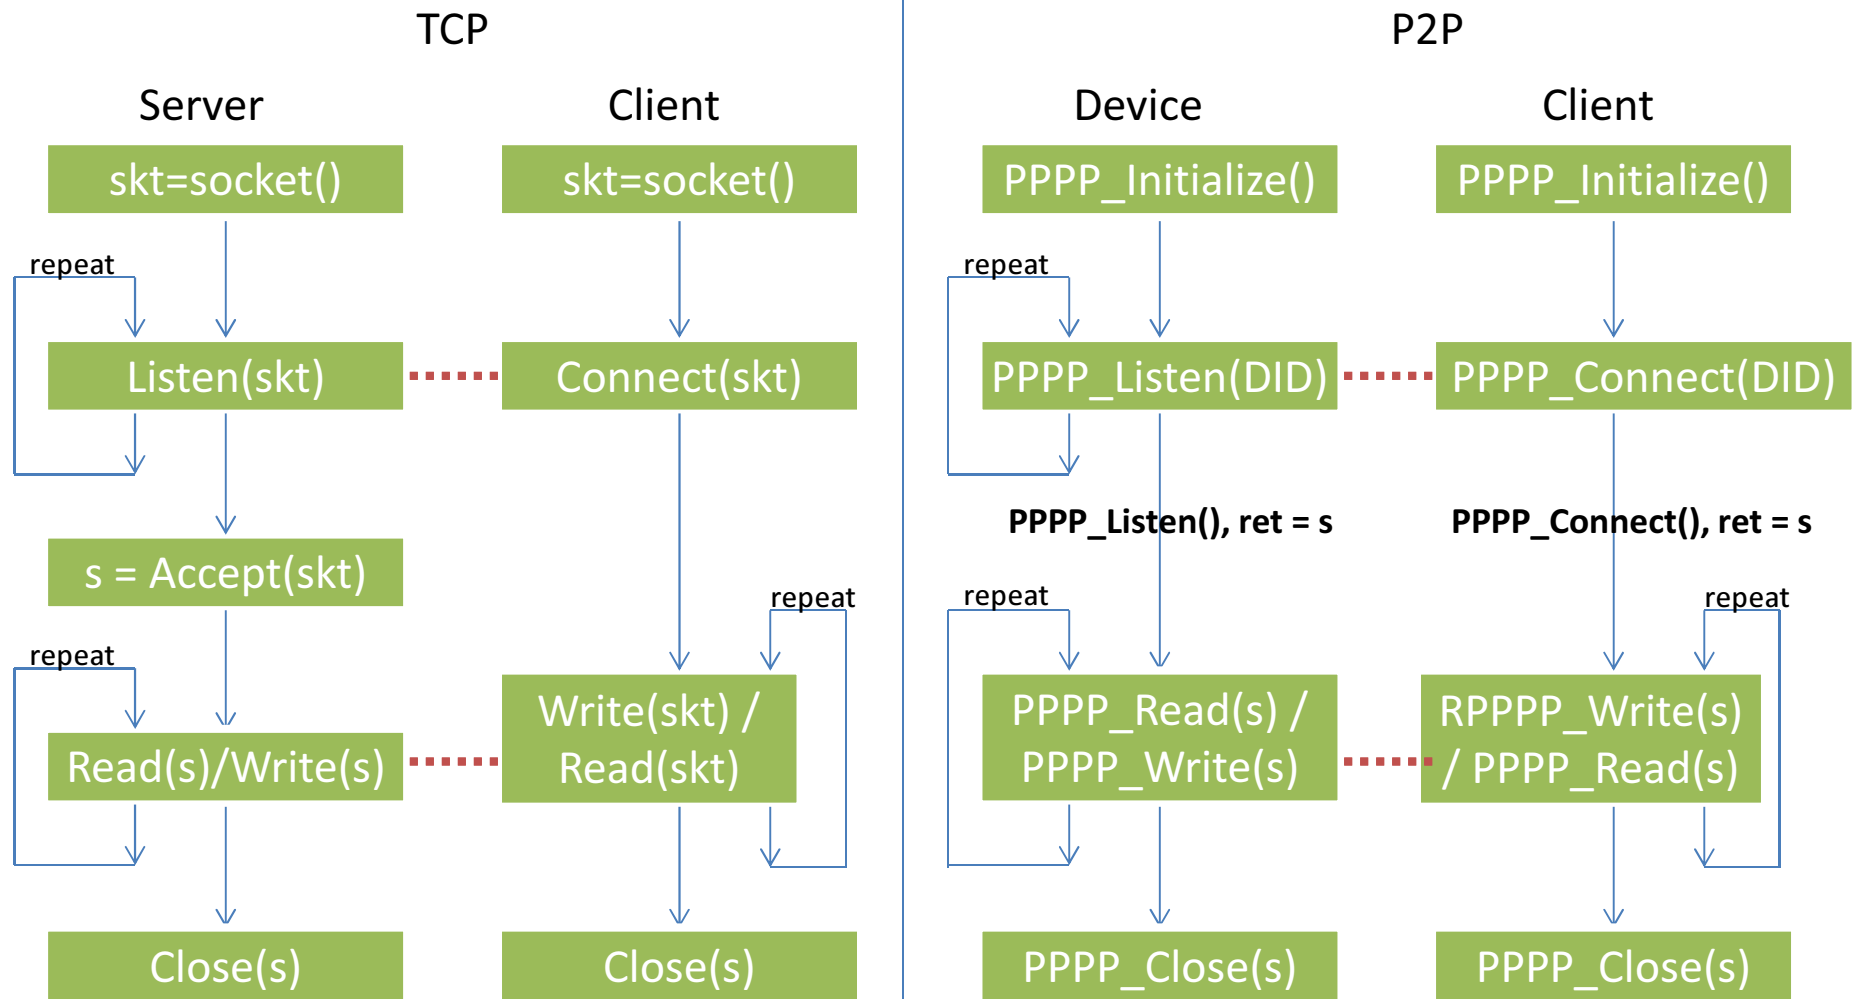 TCP
Server
Client
skt=socket()
skt=socket()
repeat
Listen(skt)
Connect(skt)
s = Accept(skt)
repeat
repeat
Read(s)/Write(s)
Write(skt) /
Read(skt)
Close(s)
Close(s)
P2P
Device
Client
PPPP_Initialize()
PPPP_Initialize()
repeat
PPPP_Listen(DID)
PPPP_Connect(DID)
PPPP_Listen(), ret = s
PPPP_Connect(), ret = s
repeat
repeat
PPPP_Read(s) /
PPPP_Write(s)
RPPPP_Write(s)
/ PPPP_Read(s)
PPPP_Close(s)
PPPP_Close(s)